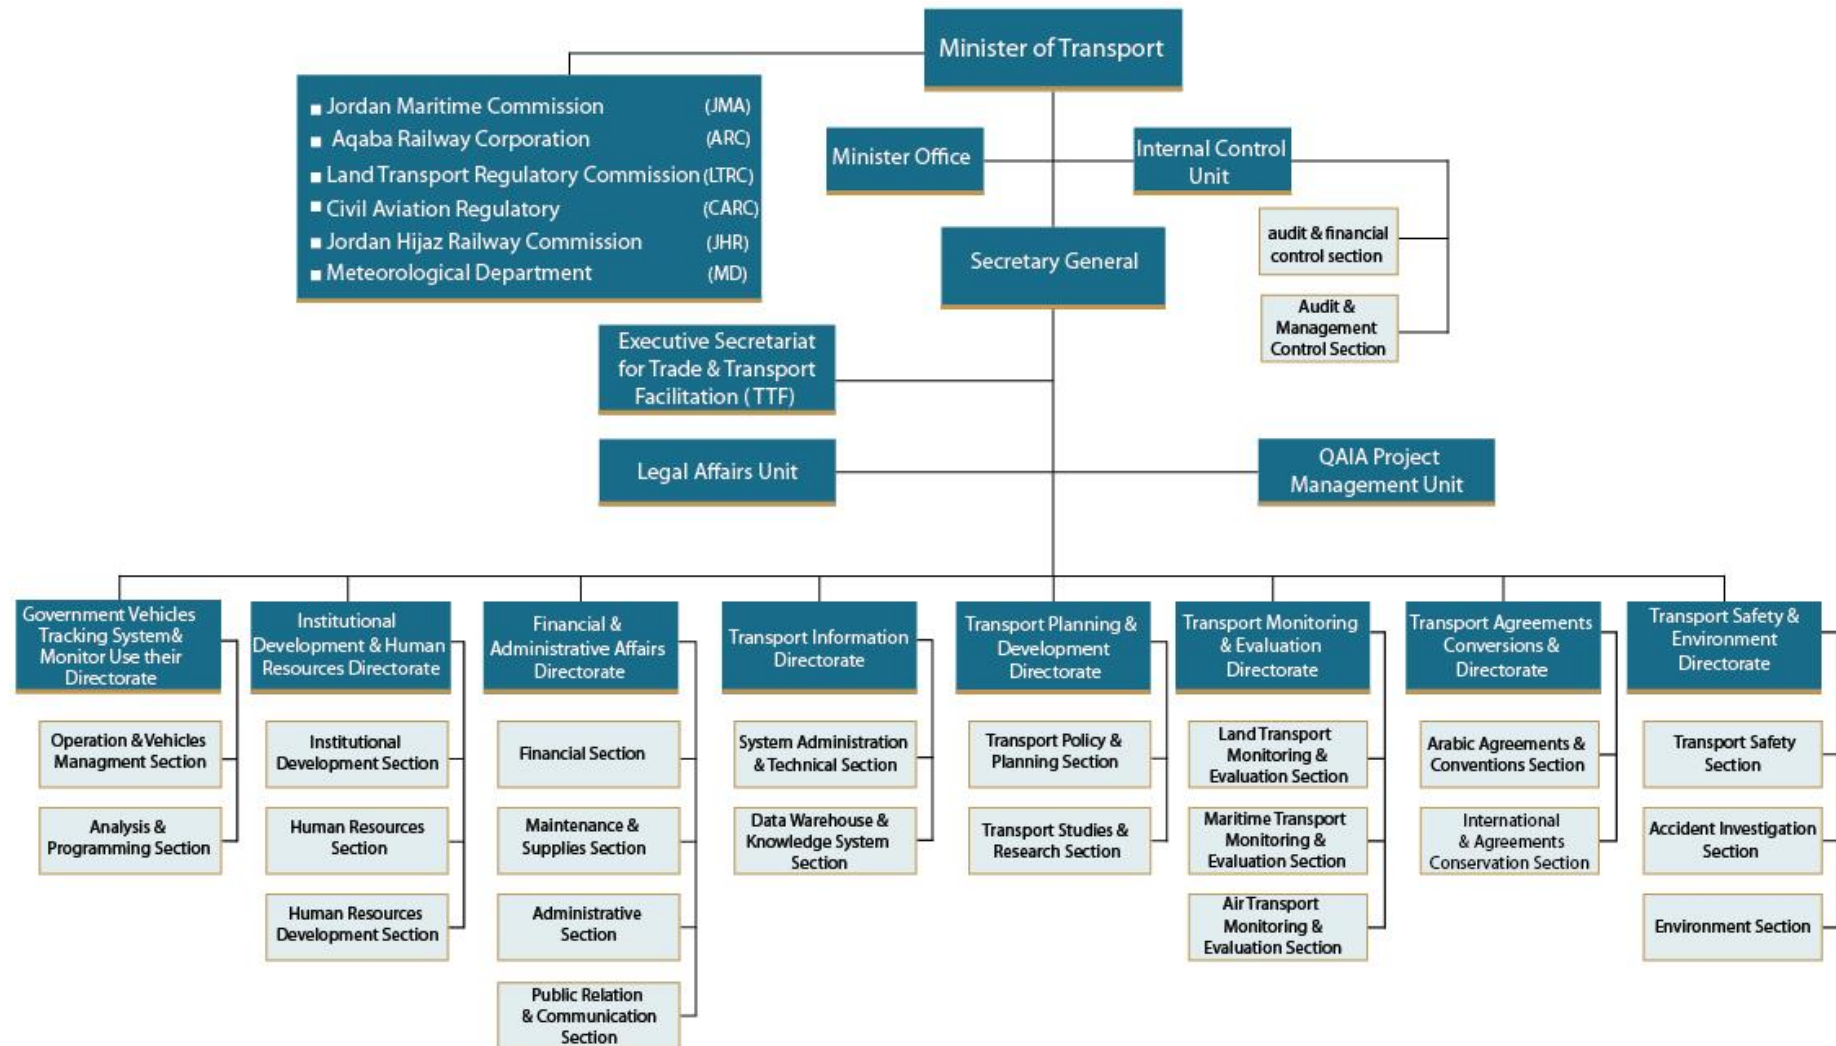 Minister of Transport
Jordan Maritime Commission (JMA)
Aqaba Railway Corporation (ARC)
Land Transport Regulatory Commission (LTRC)
Civil Aviation Regulatory (CARC)
Jordan Hijaz Railway Commission (JHR)
Meteorological Department (MD)
Minister Office
Internal Control
Unit
audit & financial
control section
Audit &
Management
Control Section
Secretary General
Executive Secretariat
for Trade & Transport
Facilitation ( TTF)
Legal Affairs Unit
QAIA Project
Management Unit
Government Vehicles
Tracking System&
Monitor Use their
Directorate
Operation & Vehicles
Managment Section
Analysis &
Programming Section
Institutional
Development & Human
Resources Directorate
Institutional
Development Section
Human Resources
Section
Human Resources
Development Section
Financial &
Administrative Affairs
Directorate
Financial Section
Maintenance &
Supplies Section
Administrative
Section
Public Relation
& Communication
Section
Transport Information
Directorate
System Administration
& Technical Section
Data Warehouse &
Knowledge System
Section
Transport Planning &
Development
Directorate
Transport Policy &
Planning Section
Transport Studies &
Research Section
Transport Monitoring
& Evaluation
Directorate
Land Transport
Monitoring &
Evaluation Section
Maritime Transport
Monitoring &
Evaluation Section
Air Transport
Monitoring &
Evaluation Section
Transport Agreements
Conversions &
Directorate
Arabic Agreements &
Conventions Section
International
& Agreements
Conservation Section
Transport Safety &
Environment
Directorate
Transport Safety
Section
Accident Investigation
Section
Environment Section